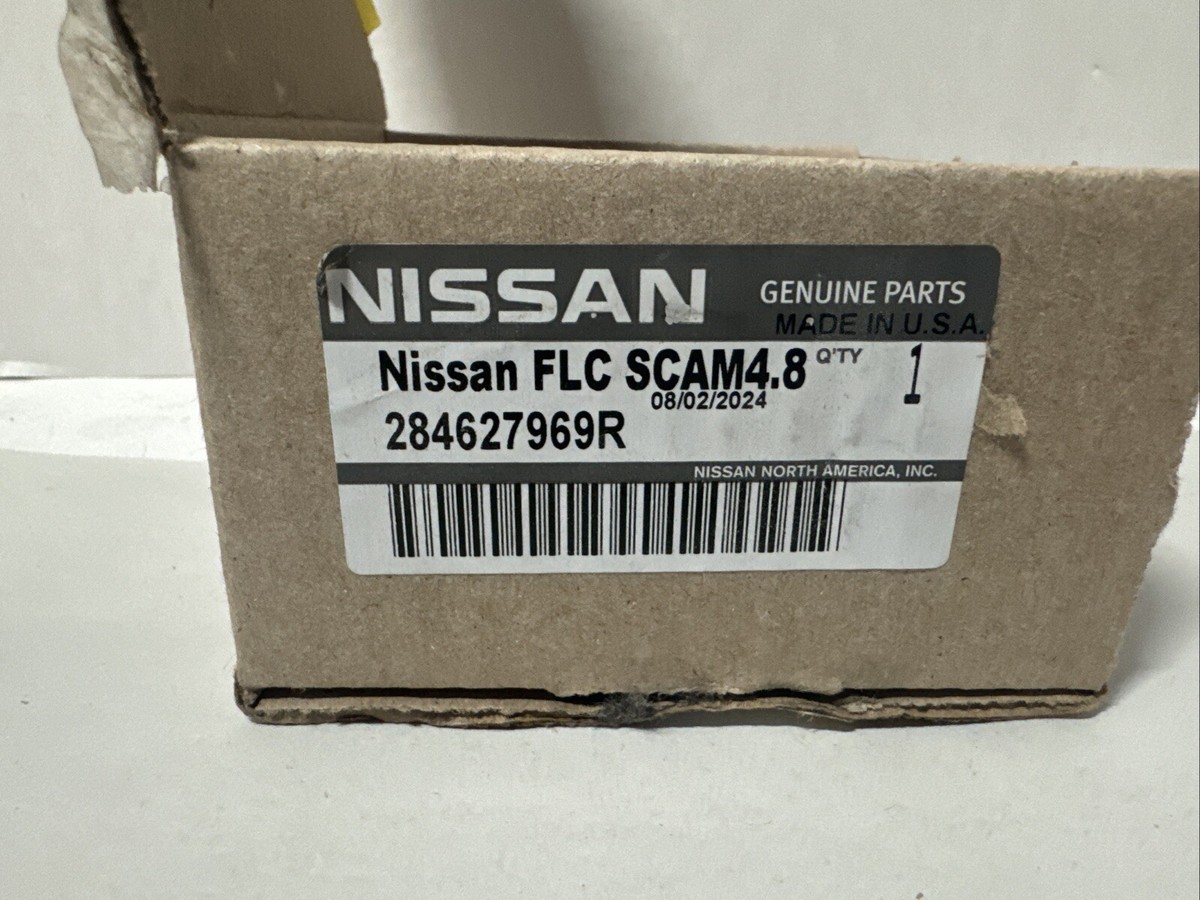 NISSAN GENUINE PARTS
MADE IN U.S.A.
Nissan FLC SCAM4.8 Q'TY 1
08/02/2024
284627969R
NISSAN NORTH AMERICA, INC.